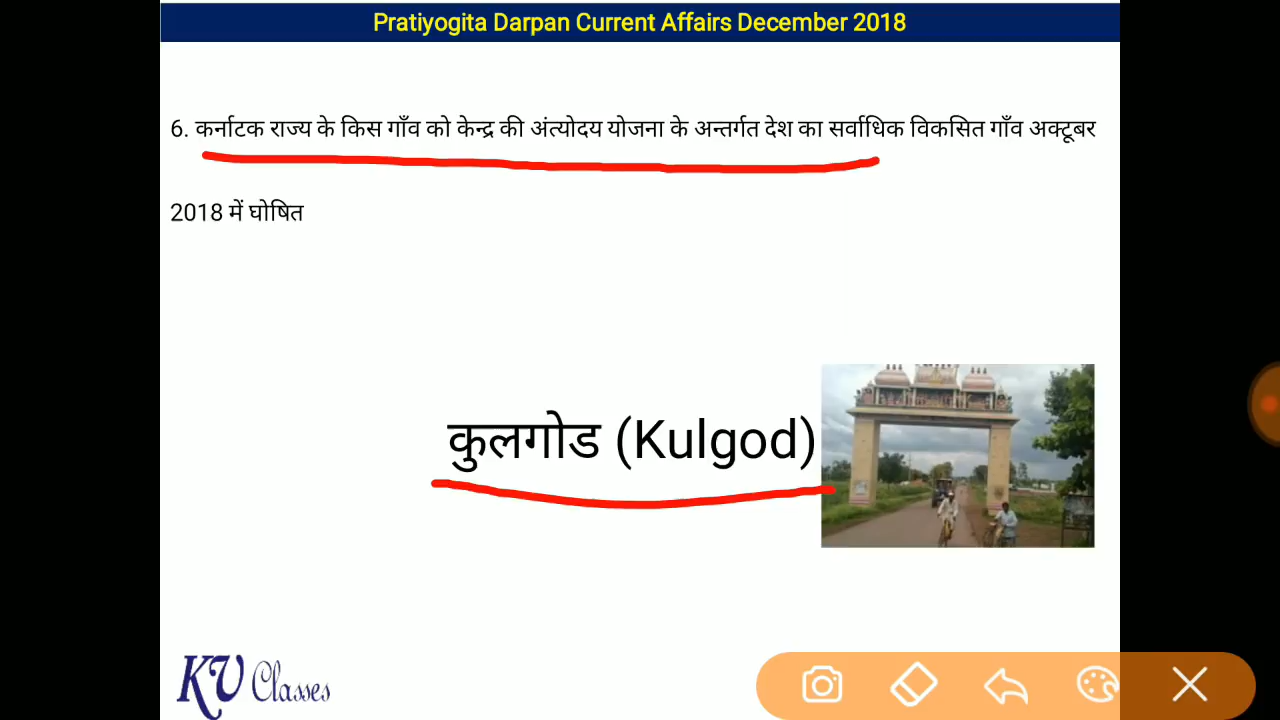 Pratiyogita Darpan Current Affairs December 2018
6. कर्नाटक राज्य के किस गाँव को केन्द्र की अंत्योदय योजना के अन्तर्गत देश का सर्वाधिक विकसित गाँव अक्टूबर
2018 में घोषित
कुलगोड (Kulgod)
KV Classes